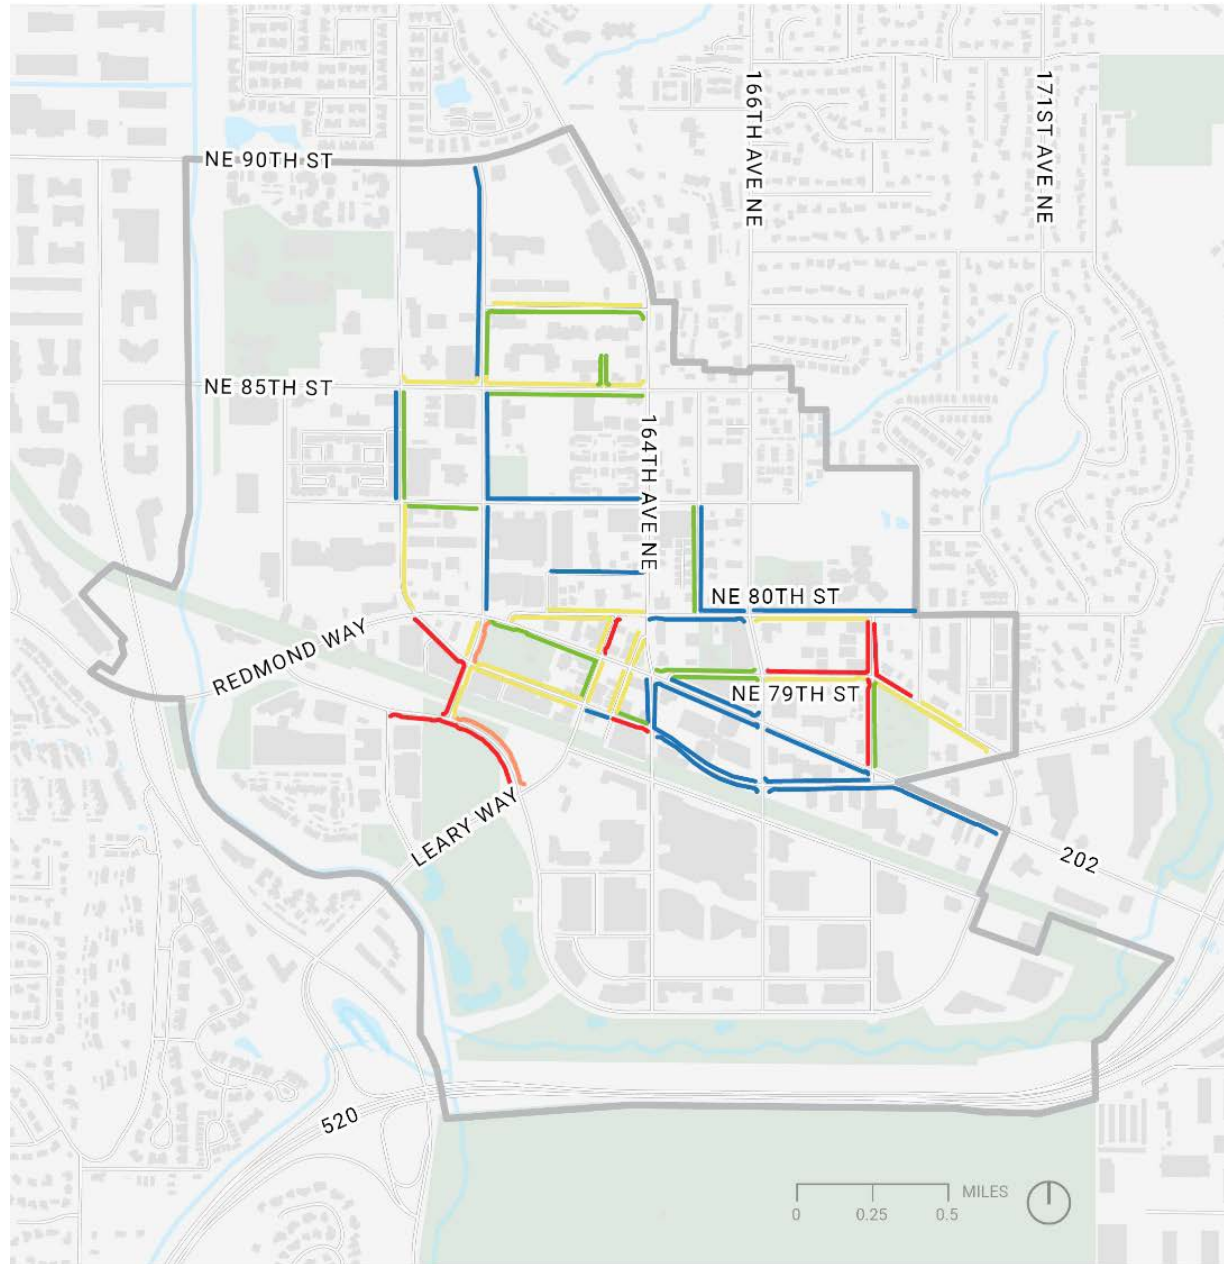 166TH AVE NE
171ST AVE NE
NE 90TH ST
NE 85TH ST
164TH AVE NE
NE 80TH ST
REDMOND WAY
NE 79TH ST
LEARY WAY
202
520
MILES
0 0.25 0.5